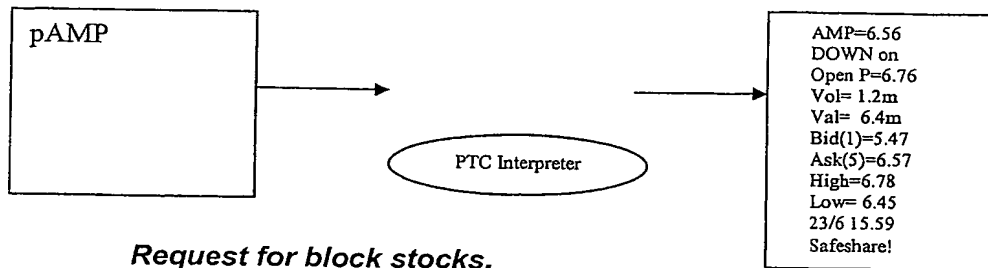 pAMP
PTC Interpreter
AMP=6.56
DOWN on
Open P=6.76
Vol= 1.2m
Val= 6.4m
Bid(1)=5.47
Ask(5)=6.57
High=6.78
Low= 6.45
23/6 15.59
Safeshare!
Request for block stocks.